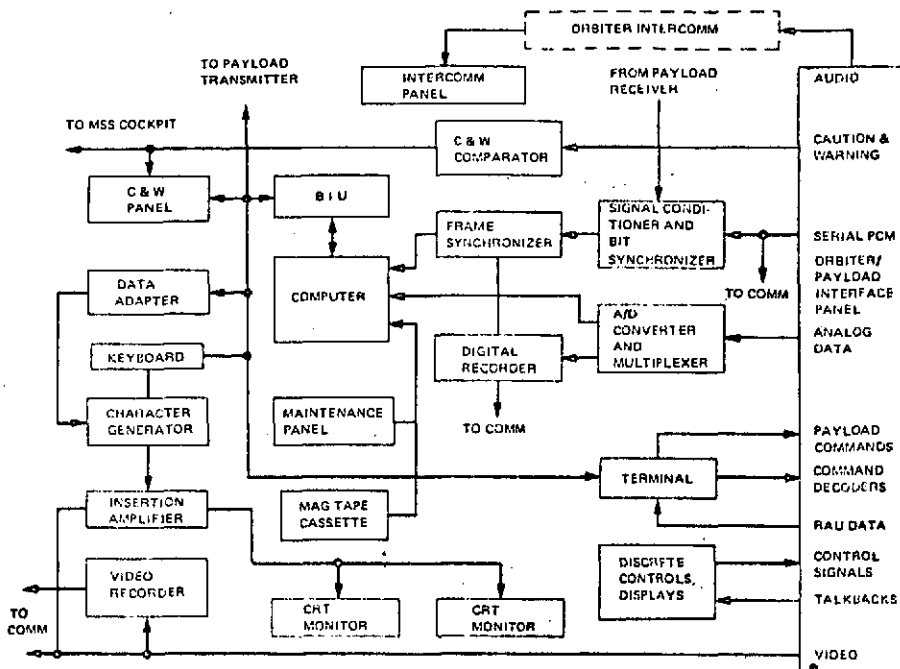 ORBITER INTERCOMM
TO PAYLOAD
TRANSMITTER
INTERCOMM
PANEL
FROM PAYLOAD
RECEIVER
AUDIO
TO MSS COCKPIT
C & W
COMPARATOR
CAUTION &
WARNING
C & W
PANEL
B I U
FRAME
SYNCHRONIZER
SIGNAL CONDI-
TIONER AND
BIT
SYNCHRONIZER
SERIAL PCM
DATA
ADAPTER
COMPUTER
TO COMM
ORBITER/
PAYLOAD
INTERFACE
PANEL
A/D
CONVERTER
AND
MULTIPLEXER
ANALOG
DATA
KEYBOARD
DIGITAL
RECORDER
CHARACTER
GENERATOR
MAINTENANCE
PANEL
TO COMM
PAYLOAD
COMMANDS
TERMINAL
COMMAND
DECODERS
INSERTION
AMPLIFIER
MAG TAPE
CASSETTE
RAU DATA
VIDEO
RECORDER
DISCRETE
CONTROLS,
DISPLAYS
CONTROL
SIGNALS
TO
COMM
CRT
MONITOR
CRT
MONITOR
TALKBACKS
VIDEO